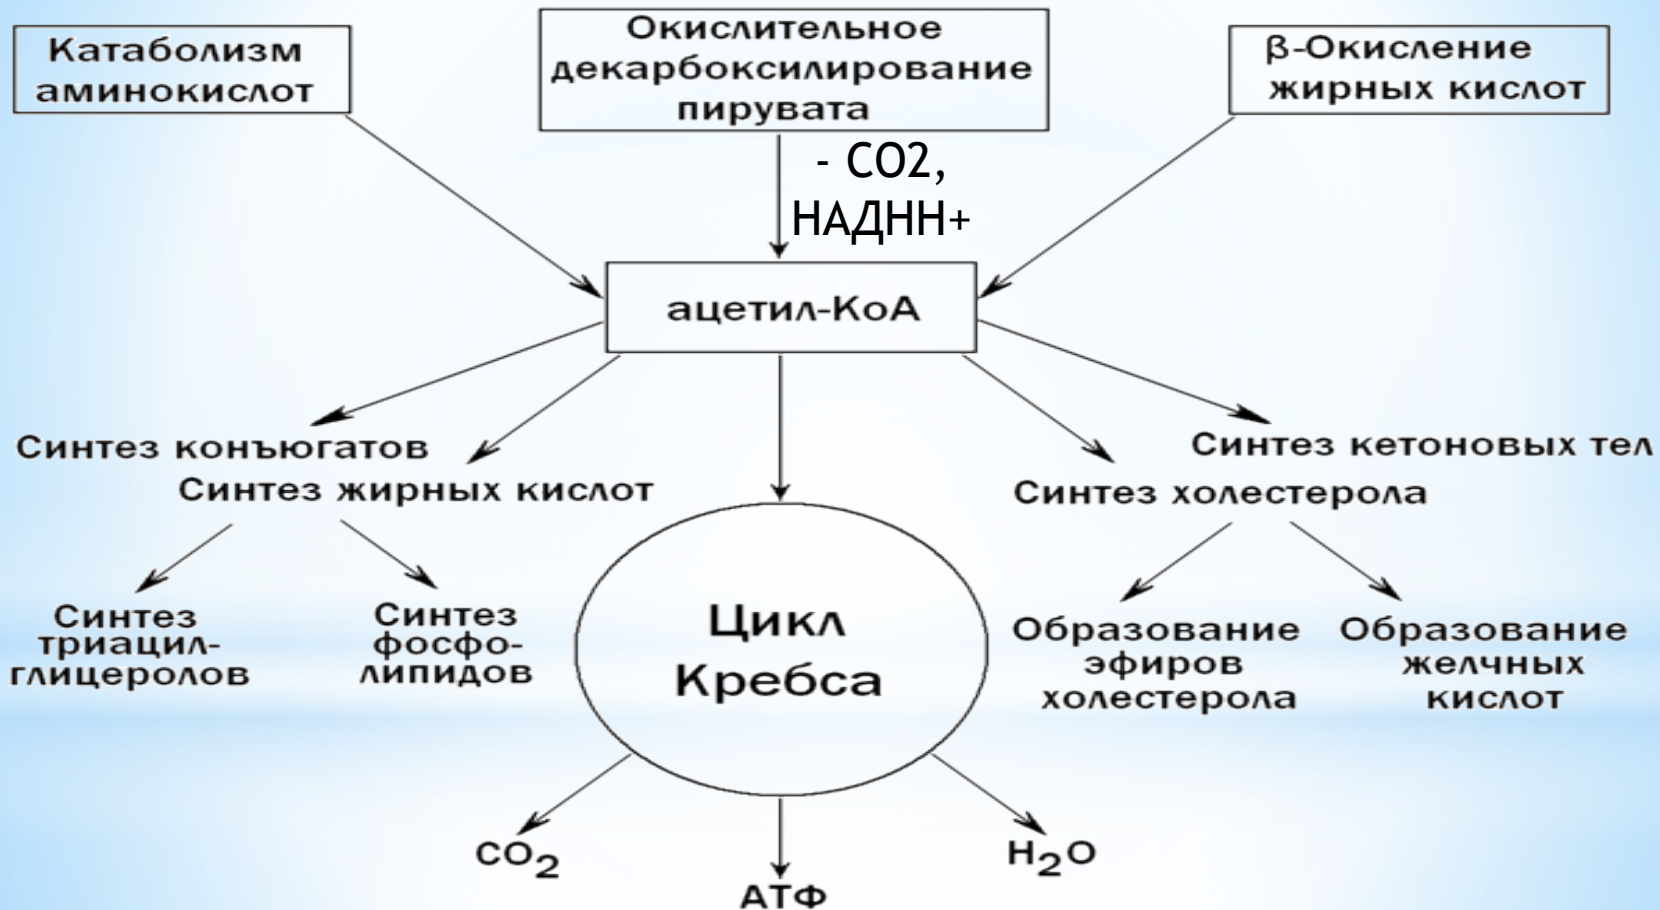 Катаболизм
аминокислот
Окислительное
декарбоксилирование
пирувата
β-Окисление
жирных кислот
- СО2,
НАДНН+
ацетил-КоА
Синтез конъюгатов
Синтез жирных кислот
Синтез кетоновых тел
Синтез холестерола
Синтез
триацил-
глицеролов
Синтез
фосфо-
липидов
Цикл
Кребса
Образование
эфиров
холестерола
Образование
желчных
кислот
CO₂
АТФ
H₂O